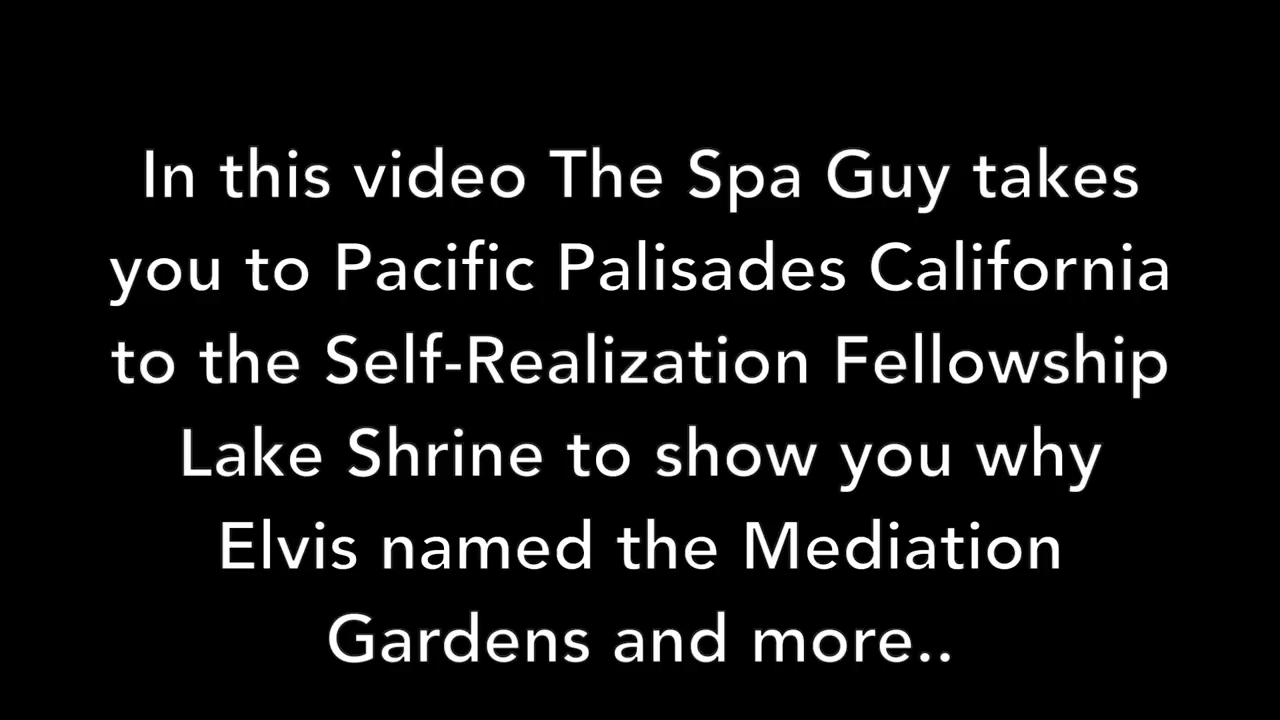 In this video The Spa Guy takes
you to Pacific Palisades California
to the Self-Realization Fellowship
Lake Shrine to show you why
Elvis named the Mediation
Gardens and more..